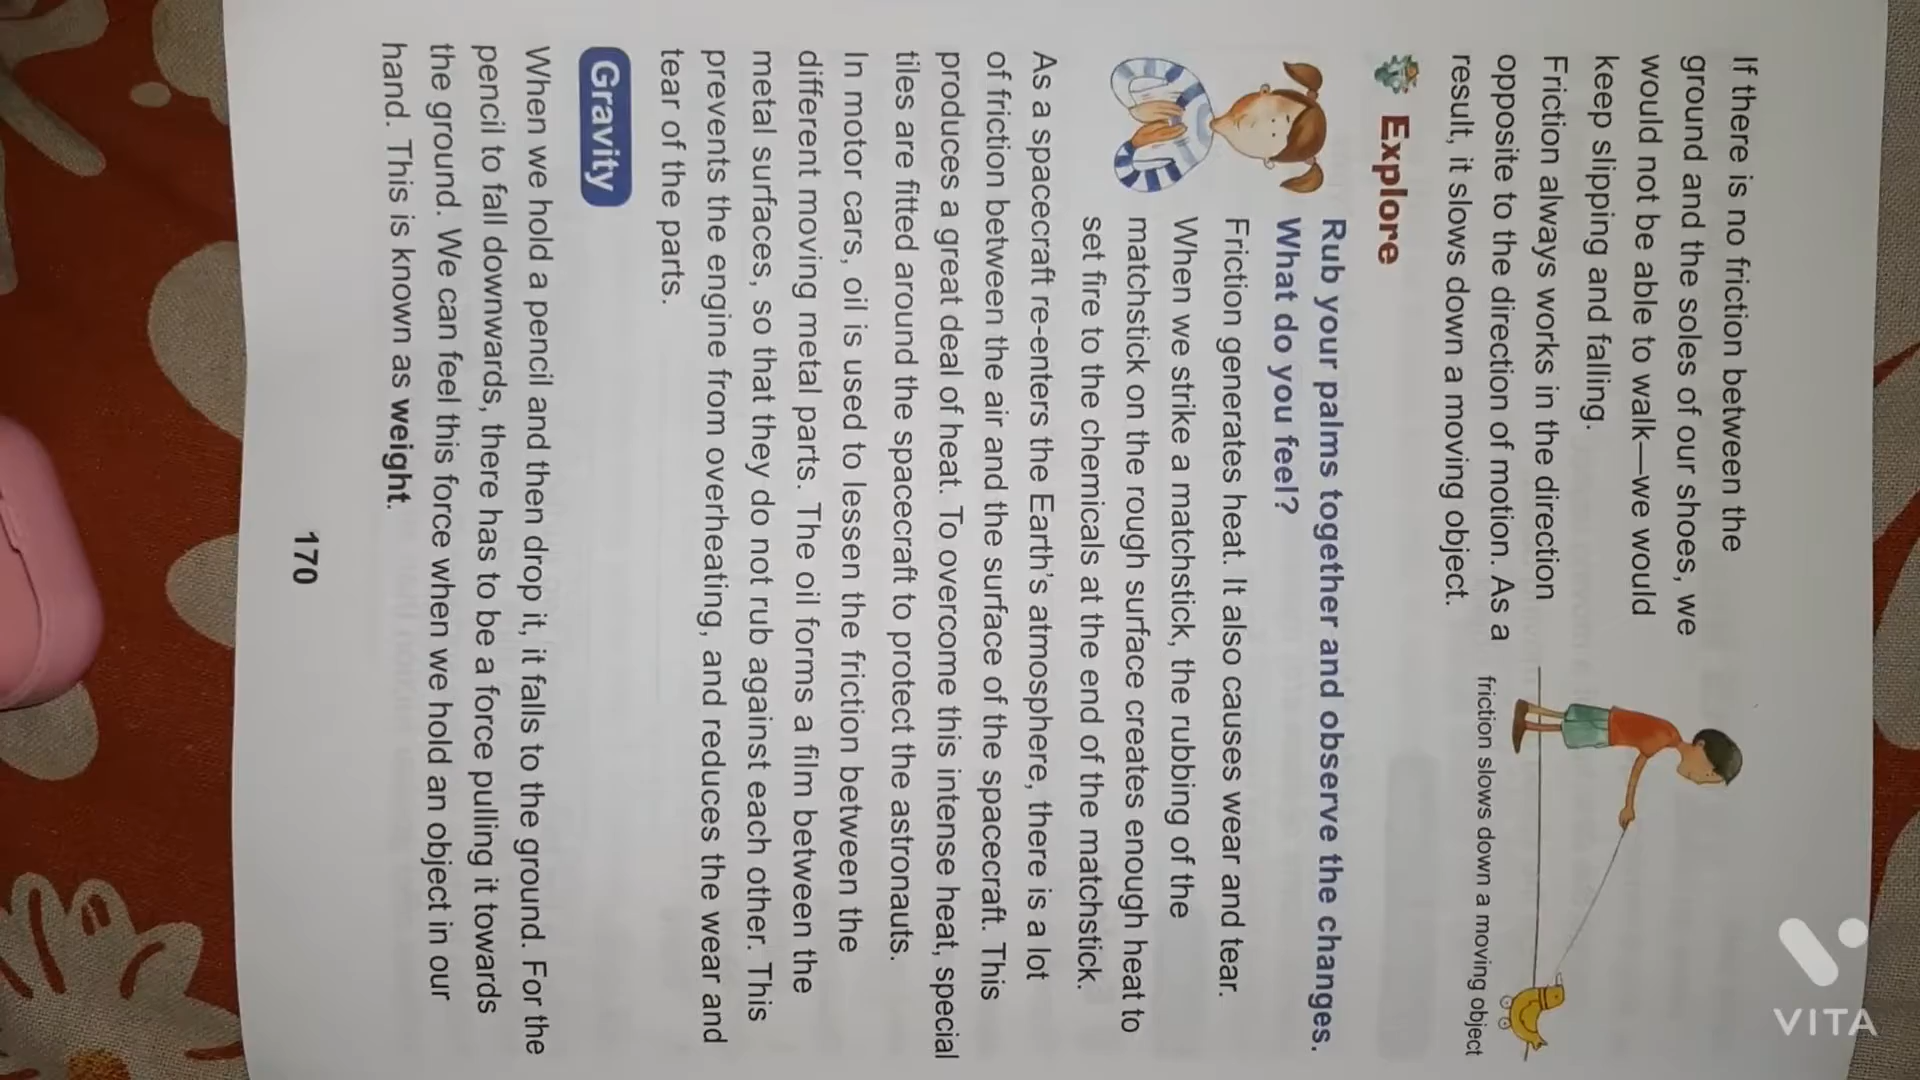 If there is no friction between the
ground and the soles of our shoes, we
would not be able to walk—we would
keep slipping and falling.
Friction always works in the direction
opposite to the direction of motion. As a
result, it slows down a moving object.
friction slows down a moving object
Explore
Rub your palms together and observe the changes.
What do you feel?
Friction generates heat. It also causes wear and tear.
When we strike a matchstick, the rubbing of the
matchstick on the rough surface creates enough heat to
set fire to the chemicals at the end of the matchstick.
As a spacecraft re-enters the Earth's atmosphere, there is a lot
of friction between the air and the surface of the spacecraft. This
produces a great deal of heat. To overcome this intense heat, special
tiles are fitted around the spacecraft to protect the astronauts.
In motor cars, oil is used to lessen the friction between the
different moving metal parts. The oil forms a film between the
metal surfaces, so that they do not rub against each other. This
prevents the engine from overheating, and reduces the wear and
tear of the parts.
Gravity
When we hold a pencil and then drop it, it falls to the ground. For the
pencil to fall downwards, there has to be a force pulling it towards
the ground. We can feel this force when we hold an object in our
hand. This is known as weight.
170
VITA